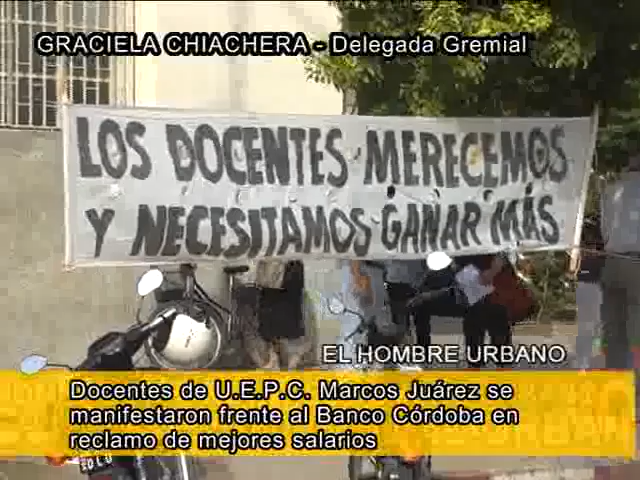 GRACIELA CHIACHERA - Delegada Gremial
LOS DOCENTES MERECEMOS
Y NECESITAMOS GANAR MÁS
EL HOMBRE URBANO
Docentes de U.E.P.C. Marcos Juárez se
manifestaron frente al Banco Córdoba en
reclamo de mejores salarios